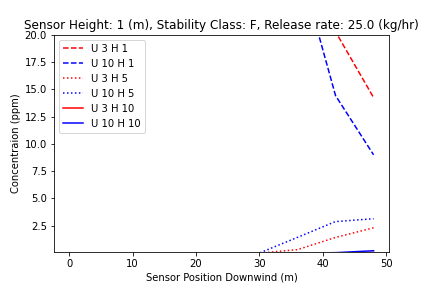 Sensor Height: 1 (m), Stability Class: F, Release rate: 25.0 (kg/hr)
20.0
17.5
15.0
12.5
10.0
7.5
5.0
2.5
Concentraion (ppm)
U 3 H 1
U 10 H 1
U 3 H 5
U 10 H 5
U 3 H 10
U 10 H 10
0 10 20 30 40 50
Sensor Position Downwind (m)